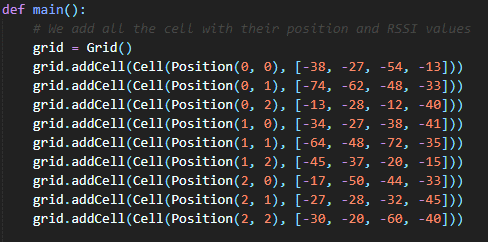 def main():
    # We add all the cell with their position and RSSI values
    grid = Grid()
    grid.addCell(Cell(Position(0, 0), [-38, -27, -54, -13]))
    grid.addCell(Cell(Position(0, 1), [-74, -62, -48, -33]))
    grid.addCell(Cell(Position(0, 2), [-13, -28, -12, -40]))
    grid.addCell(Cell(Position(1, 0), [-34, -27, -38, -41]))
    grid.addCell(Cell(Position(1, 1), [-64, -48, -72, -35]))
    grid.addCell(Cell(Position(1, 2), [-45, -37, -20, -15]))
    grid.addCell(Cell(Position(2, 0), [-17, -50, -44, -33]))
    grid.addCell(Cell(Position(2, 1), [-27, -28, -32, -45]))
    grid.addCell(Cell(Position(2, 2), [-30, -20, -60, -40]))